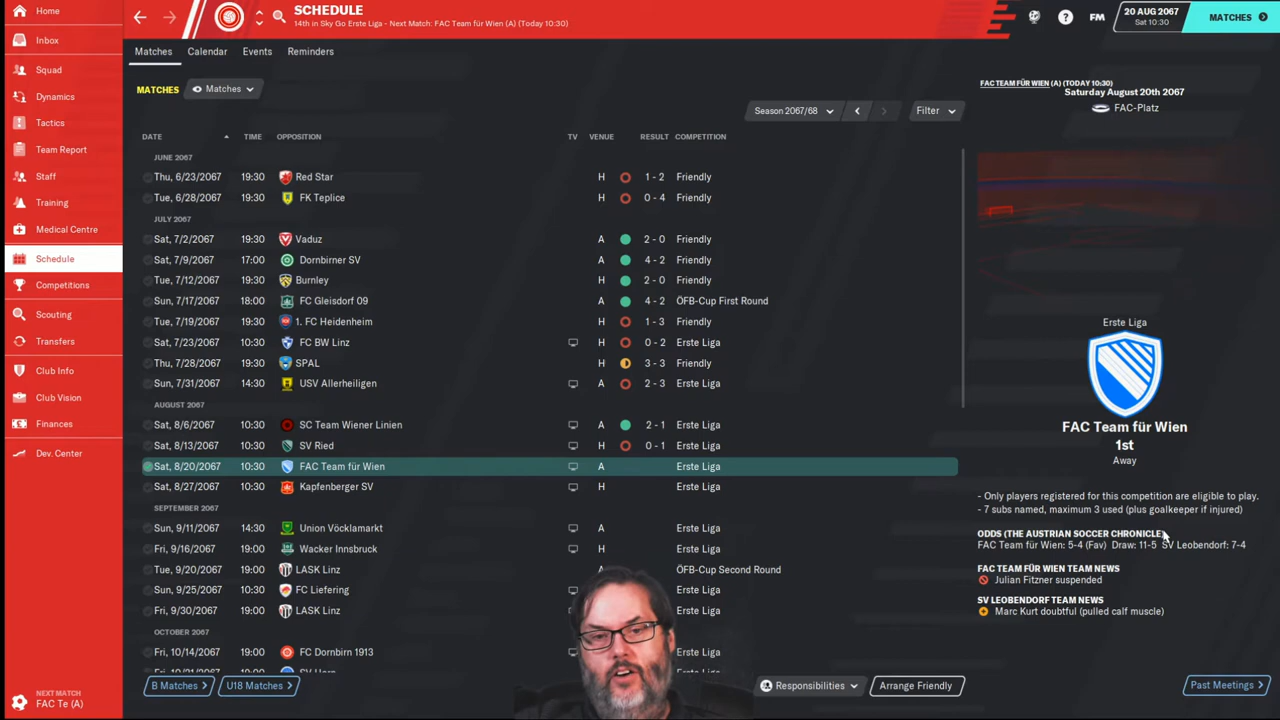 Home
Inbox
Squad
Dynamics
Tactics
Team Report
Staff
Training
Medical Centre
Schedule
Competitions
Scouting
Transfers
Club Info
Club Vision
Finances
Dev. Center
NEXT MATCH
FAC Te (A)
SCHEDULE
14th in Sky Go Erste Liga - Next Match: FAC Team für Wien (A) (Today 10:30)
FM
20 AUG 2067
Sat 10:30
MATCHES
Matches Calendar Events Reminders
MATCHES Matches
Season 2067/68 Filter
DATE TIME OPPOSITION TV VENUE RESULT COMPETITION
JUNE 2067
Thu, 6/23/2067 19:30 Red Star H 1 - 2 Friendly
Tue, 6/28/2067 19:30 FK Teplice H 0 - 4 Friendly
JULY 2067
Sat, 7/2/2067 19:30 Vaduz A 2 - 0 Friendly
Sat, 7/9/2067 17:00 Dornbirner SV A 4 - 2 Friendly
Tue, 7/12/2067 19:30 Burnley H 2 - 0 Friendly
Sun, 7/17/2067 18:00 FC Gleisdorf 09 A 4 - 2 ÖFB-Cup First Round
Tue, 7/19/2067 19:30 1. FC Heidenheim H 1 - 3 Friendly
Sat, 7/23/2067 10:30 FC BW Linz H 0 - 2 Erste Liga
Thu, 7/28/2067 19:30 SPAL H 3 - 3 Friendly
Sun, 7/31/2067 14:30 USV Allerheiligen A 2 - 3 Erste Liga
AUGUST 2067
Sat, 8/6/2067 10:30 SC Team Wiener Linien A 2 - 1 Erste Liga
Sat, 8/13/2067 10:30 SV Ried H 0 - 1 Erste Liga
Sat, 8/20/2067 10:30 FAC Team für Wien A Erste Liga
Sat, 8/27/2067 10:30 Kapfenberger SV H Erste Liga
SEPTEMBER 2067
Sun, 9/11/2067 14:30 Union Vöcklamarkt A Erste Liga
Fri, 9/16/2067 19:00 Wacker Innsbruck H Erste Liga
Tue, 9/20/2067 19:00 LASK Linz ÖFB-Cup Second Round
Sun, 9/25/2067 10:30 FC Liefering Erste Liga
Fri, 9/30/2067 19:00 LASK Linz Erste Liga
OCTOBER 2067
Fri, 10/14/2067 19:00 FC Dornbirn 1913 Erste Liga
Fri, 10/21/2067 19:00 SV Horn Erste Liga
B Matches U18 Matches Responsibilities Arrange Friendly Past Meetings
FAC TEAM FÜR WIEN (A) (TODAY 10:30)
Saturday August 20th 2067
FAC-Platz
Erste Liga
FAC Team für Wien
1st
Away
- Only players registered for this competition are eligible to play.
- 7 subs named, maximum 3 used (plus goalkeeper if injured)
ODDS (THE AUSTRIAN SOCCER CHRONICLE)
FAC Team für Wien: 5-4 (Fav) Draw: 11-5 SV Leobendorf: 7-4
FAC TEAM FÜR WIEN TEAM NEWS
Julian Fitzner suspended
SV LEOBENDORF TEAM NEWS
Marc Kurt doubtful (pulled calf muscle)